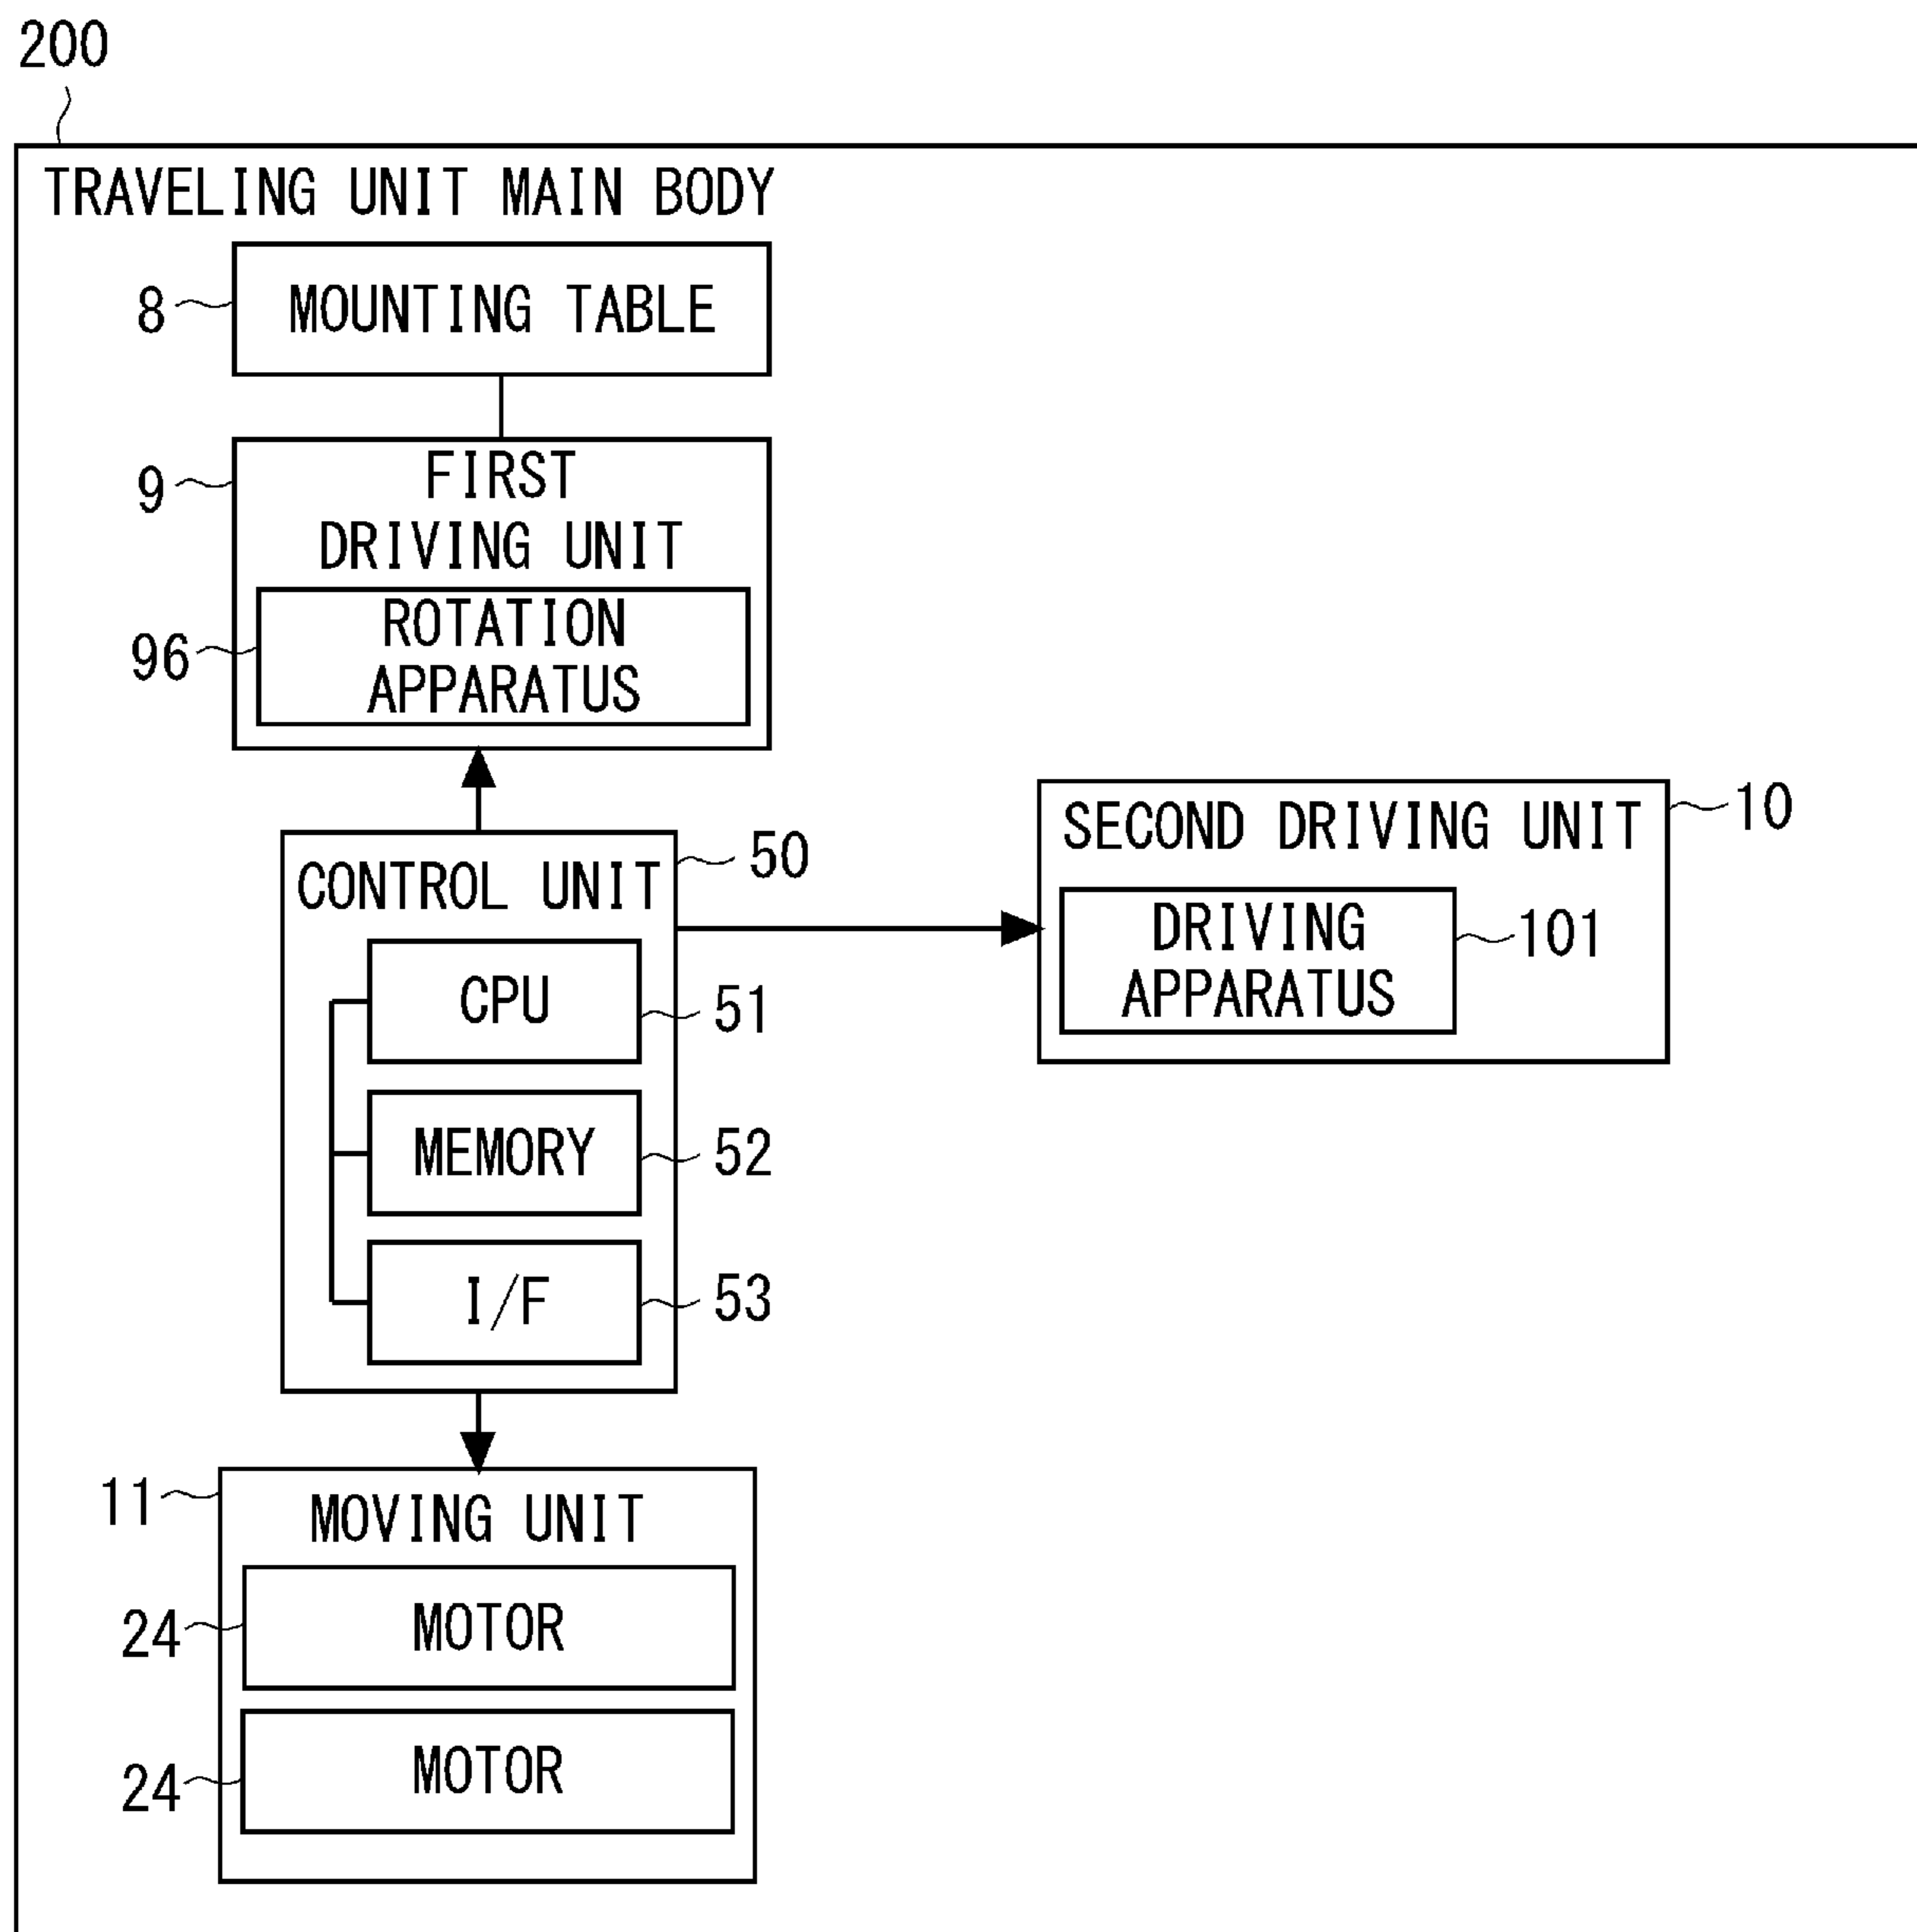 200
TRAVELING UNIT MAIN BODY
8
MOUNTING TABLE
9
FIRST
DRIVING UNIT
96
ROTATION
APPARATUS
CONTROL UNIT
50
CPU
51
MEMORY
52
I/F
53
SECOND DRIVING UNIT
10
DRIVING
APPARATUS
101
11
MOVING UNIT
24
MOTOR
24
MOTOR